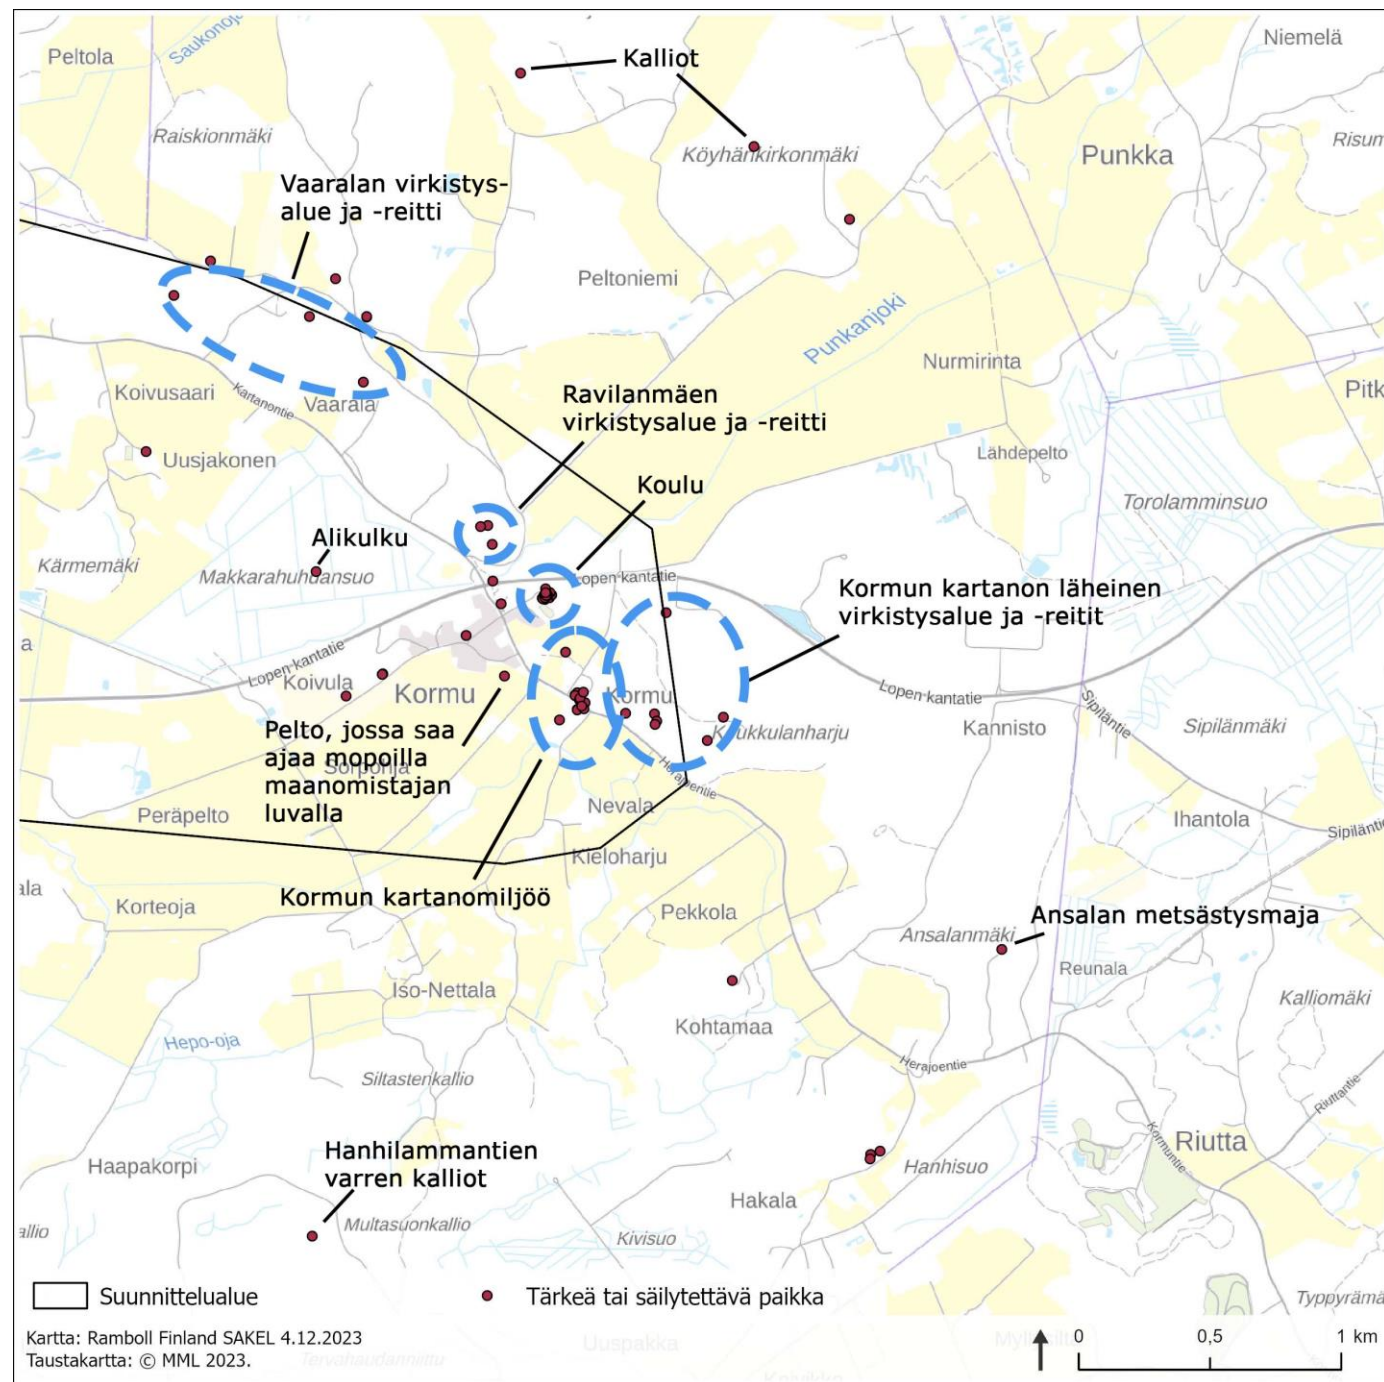 Peltola
Saukonoja
Kalliot
Niemelä
Raiskionmäki
Köyhänkirkonmäki
Punkka
Vaaralan virkistys-
alue ja -reitti
Peltoniemi
Punkanjoki
Nurmirinta
Koivusaari
Kartanontie
Vaarala
Ravilanmäen
virkistysalue ja -reitti
Uusjakonen
Lähdepelto
Koulu
Torolamminsuo
Alikulku
Kärmemäki
Makkarahuhdansuo
Lopen kantatie
Kormun kartanon läheinen
virkistysalue ja -reitit
Lopen kantatie
Koivula
Kormu
Kormu
Lopen kantatie
Sipiläntie
Kannisto
Sipilänmäki
Pelto, jossa saa
ajaa mopoilla
maanomistajan
luvalla
Herajoentie
Peräpelto
Nevala
Ihantola
Sipiläntie
Kieloharju
Kormun kartanomiljöö
Korteoja
Pekkola
Ansalan metsästysmaja
Ansalanmäki
Reunala
Iso-Nettala
Kalliomäki
Kohtamaa
Hepo-oja
Herajoentie
Siltastenkallio
Riuttantie
Kormuntie
Riutta
Hanhilammantien
varren kalliot
Haapakorpi
Hanhisuo
Hakala
Multasuonkallio
Kivisuo
Suunnittelualue
Tärkeä tai säilytettävä paikka
Typpyrämä
Kartta: Ramboll Finland SAKEL 4.12.2023
Taustakartta: © MML 2023.
Uuspakka
Tervahaudanniittu
0 0,5 1 km